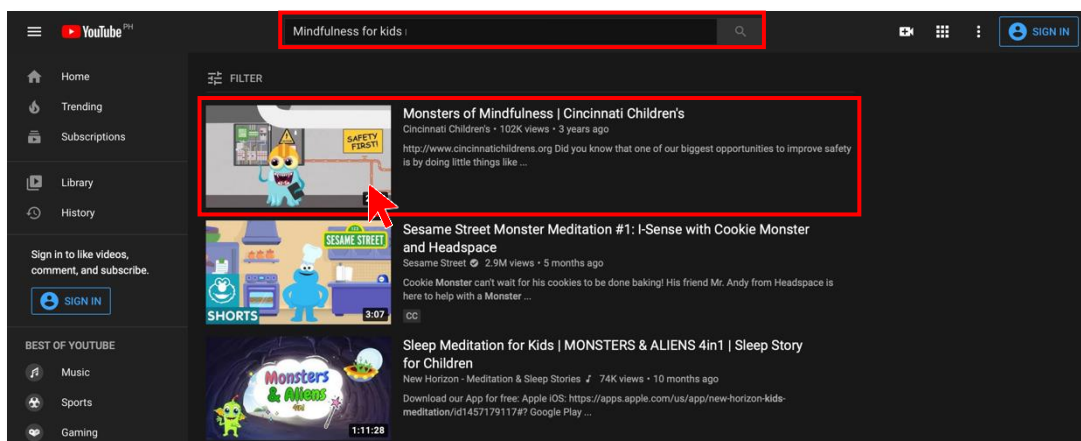 YouTube PH
Mindfulness for kids
SIGN IN
Home
Trending
Subscriptions
Library
History
Sign in to like videos,
comment, and subscribe.
SIGN IN
BEST OF YOUTUBE
Music
Sports
Gaming
FILTER
SAFETY
FIRST!
Monsters of Mindfulness | Cincinnati Children's
Cincinnati Children's • 102K views • 3 years ago
http://www.cincinnatichildrens.org Did you know that one of our biggest opportunities to improve safety
is by doing little things like ...
SESAME STREET
SHORTS
3:07
Sesame Street Monster Meditation #1: I-Sense with Cookie Monster
and Headspace
Sesame Street 2.9M views • 5 months ago
Cookie Monster can't wait for his cookies to be done baking! His friend Mr. Andy from Headspace is
here to help with a Monster ...
CC
Monsters
& Aliens
4in1
1:11:28
Sleep Meditation for Kids | MONSTERS & ALIENS 4in1 | Sleep Story
for Children
New Horizon - Meditation & Sleep Stories ♪ 74K views • 10 months ago
Download our App for free: Apple iOS: https://apps.apple.com/us/app/new-horizon-kids-
meditation/id1457179117#? Google Play ...